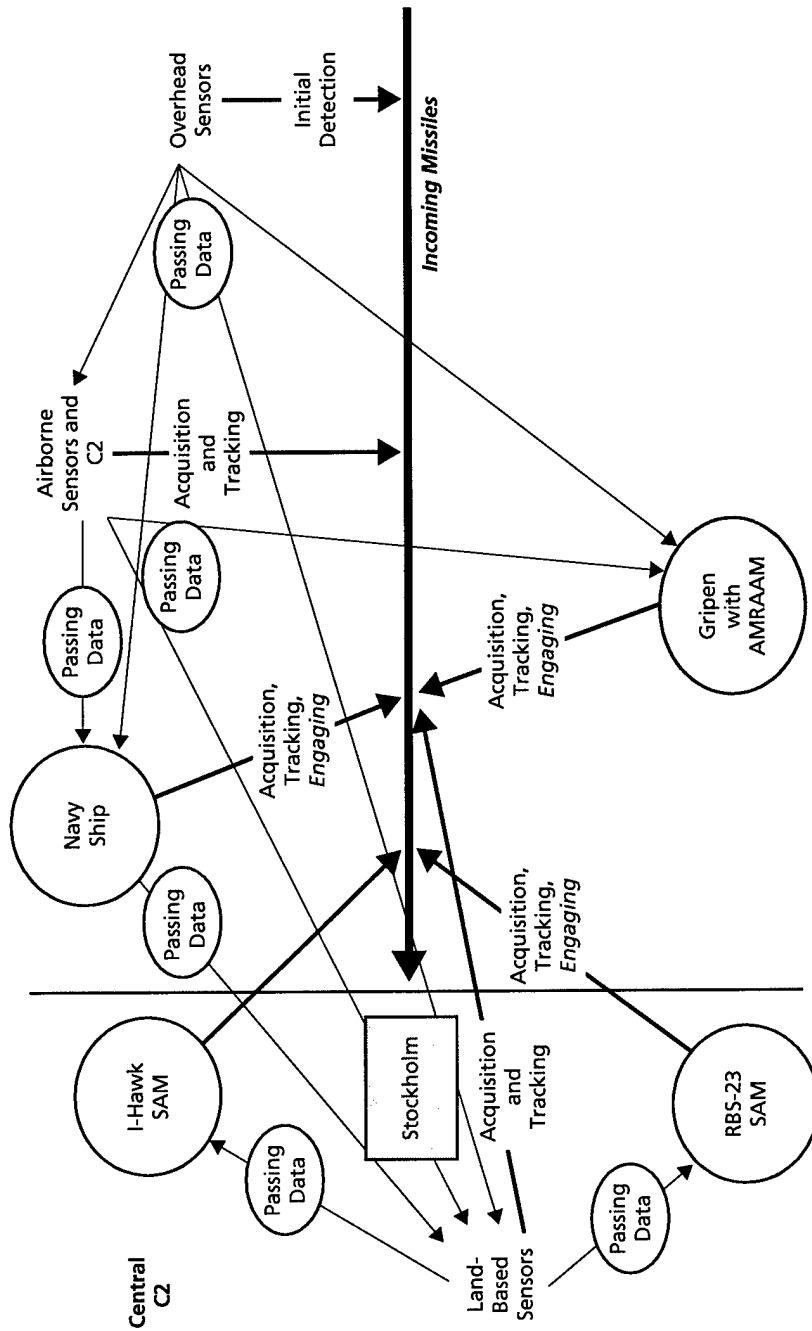 Central
C2
I-Hawk
SAM
Navy
Ship
Airborne
Sensors and
C2
Overhead
Sensors
Passing
Data
Passing
Data
Passing
Data
Passing
Data
Passing
Data
Acquisition,
Tracking,
Engaging
Acquisition
and
Tracking
Initial
Detection
Stockholm
Incoming Missiles
Land-
Based
Sensors
Acquisition
and
Tracking
Acquisition,
Tracking,
Engaging
Acquisition,
Tracking,
Engaging
Passing
Data
RBS-23
SAM
Gripen
with
AMRAAM